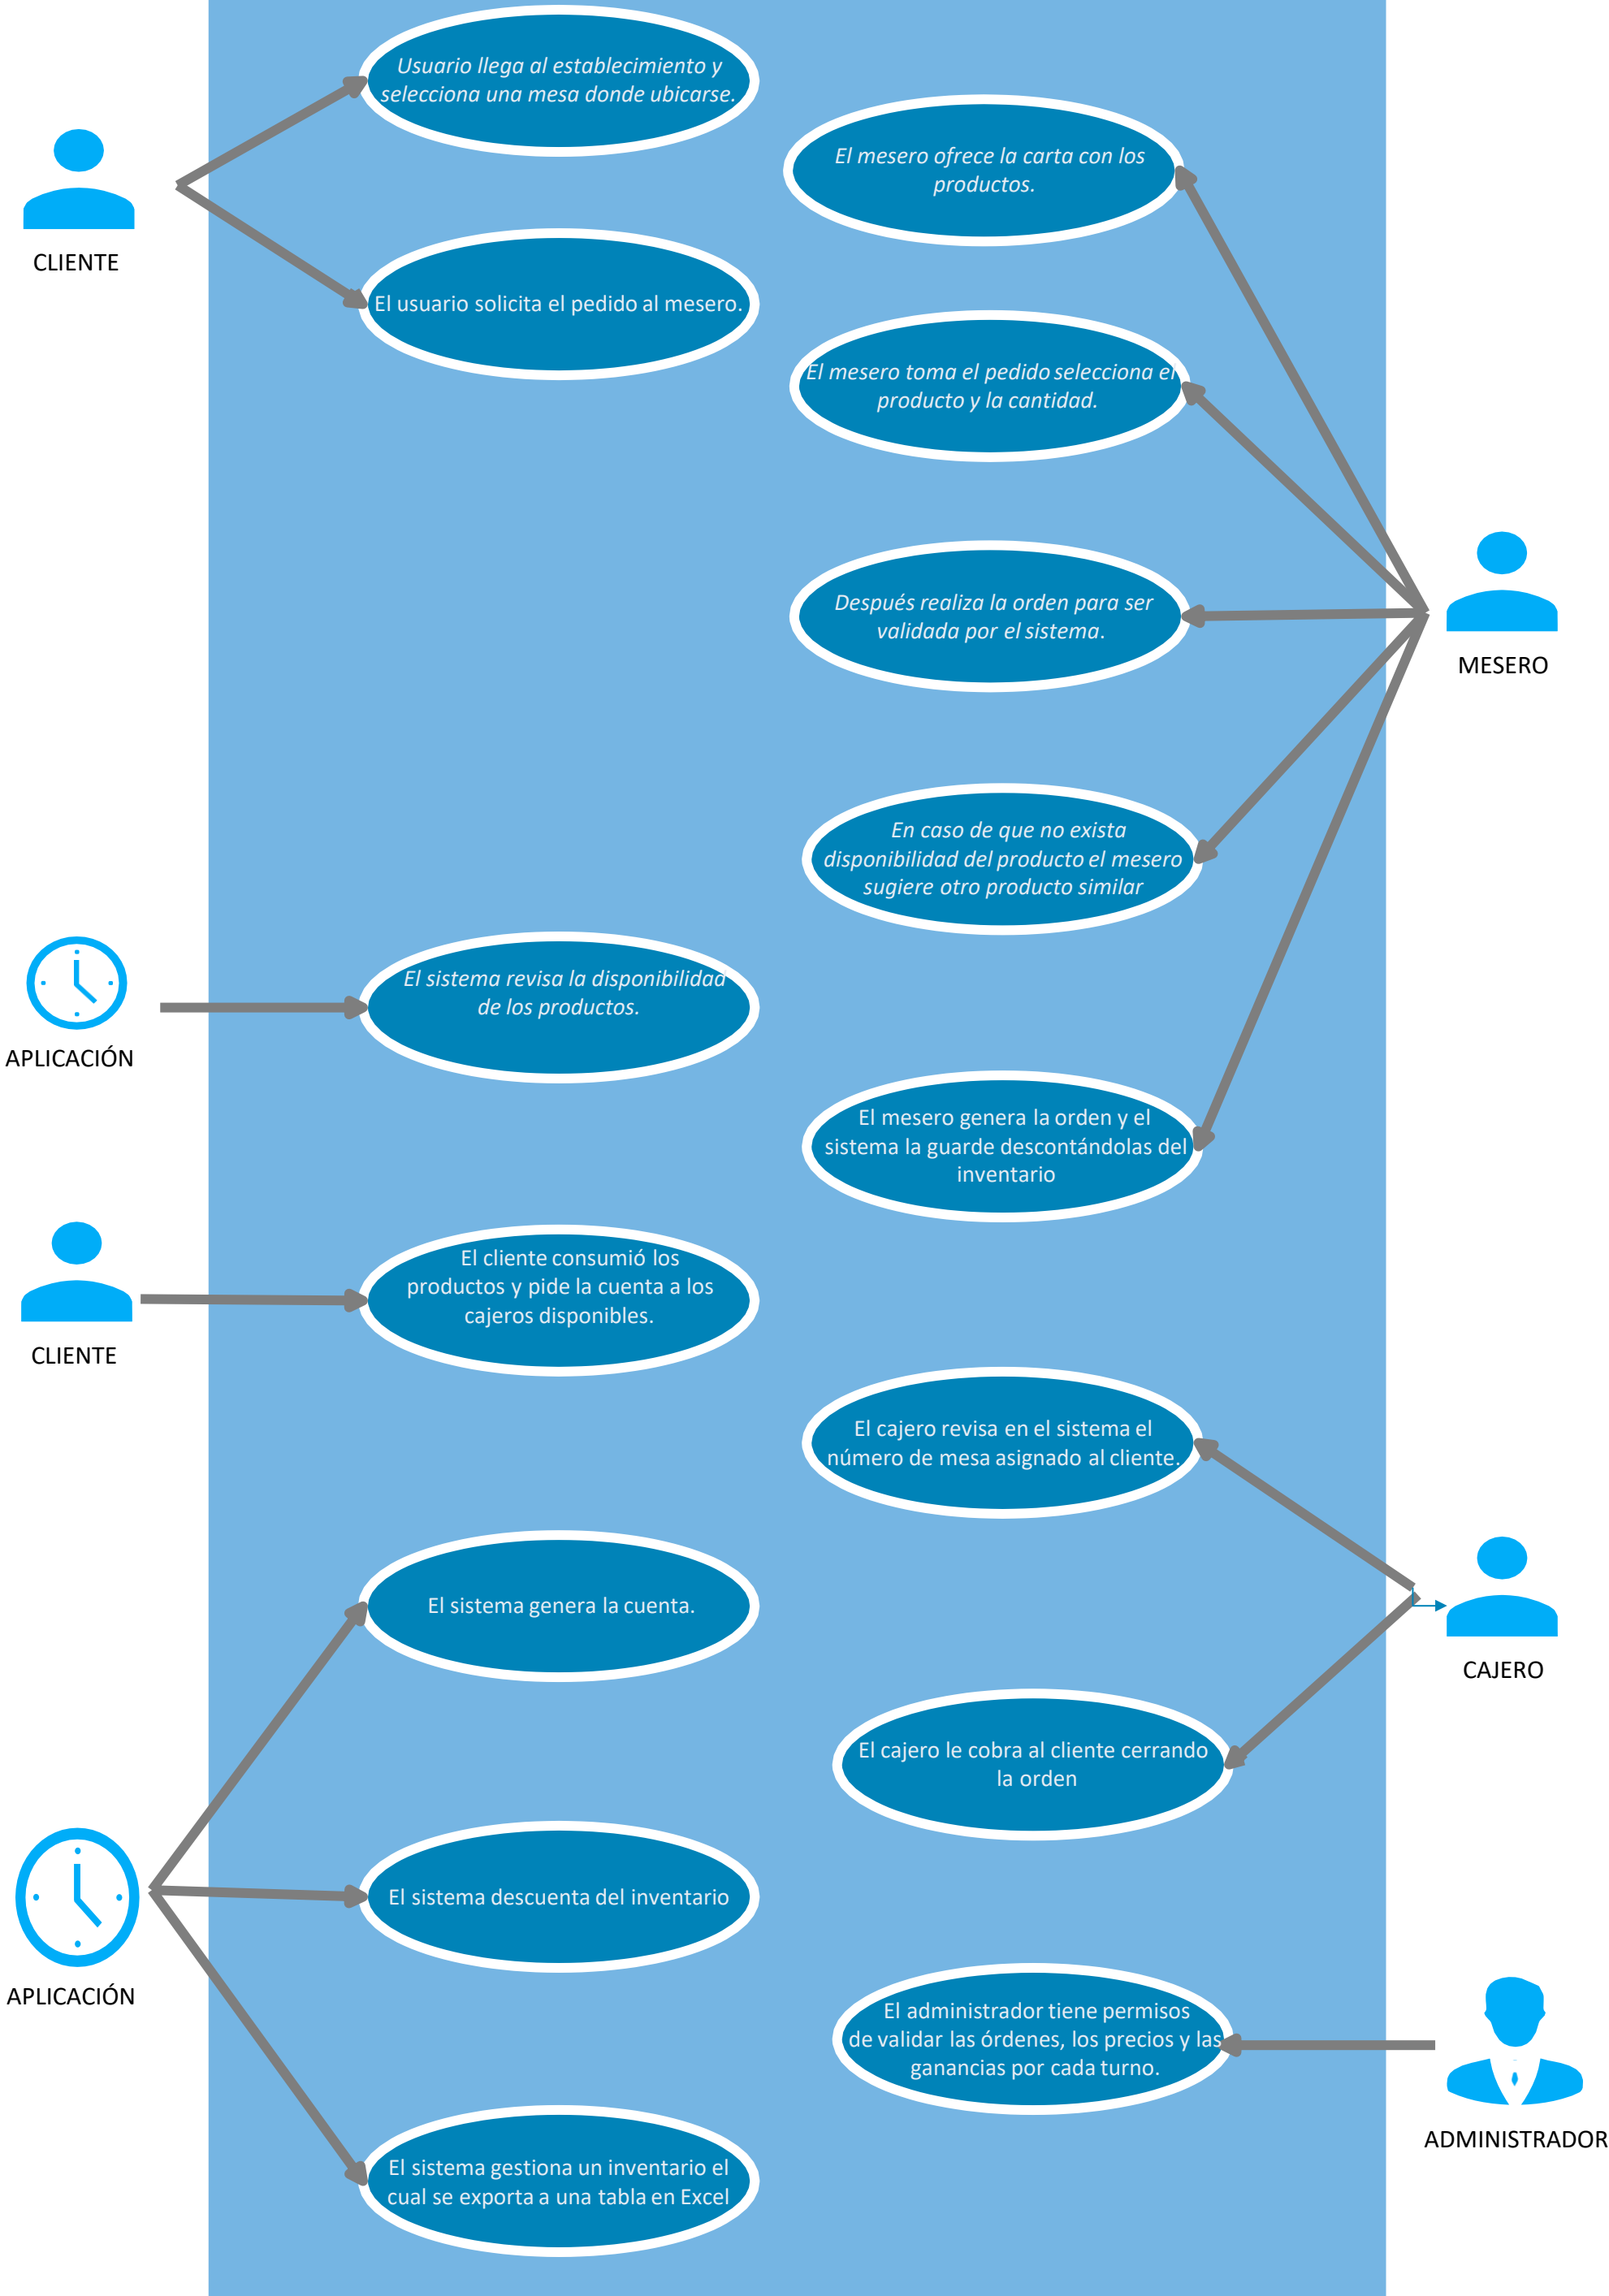 Usuario llega al establecimiento y
selecciona una mesa donde ubicarse.
El mesero ofrece la carta con los
productos.
CLIENTE
El usuario solicita el pedido al mesero.
El mesero toma el pedido selecciona el
producto y la cantidad.
Después realiza la orden para ser
validada por el sistema.
MESERO
En caso de que no exista
disponibilidad del producto el mesero
sugiere otro producto similar
El sistema revisa la disponibilidad
de los productos.
APLICACIÓN
El mesero genera la orden y el
sistema la guarde descontándolas del
inventario
El cliente consumió los
productos y pide la cuenta a los
cajeros disponibles.
CLIENTE
El cajero revisa en el sistema el
número de mesa asignado al cliente.
El sistema genera la cuenta.
CAJERO
El cajero le cobra al cliente cerrando
la orden
El sistema descuenta del inventario
APLICACIÓN
El administrador tiene permisos
de validar las órdenes, los precios y las
ganancias por cada turno.
ADMINISTRADOR
El sistema gestiona un inventario el
cual se exporta a una tabla en Excel